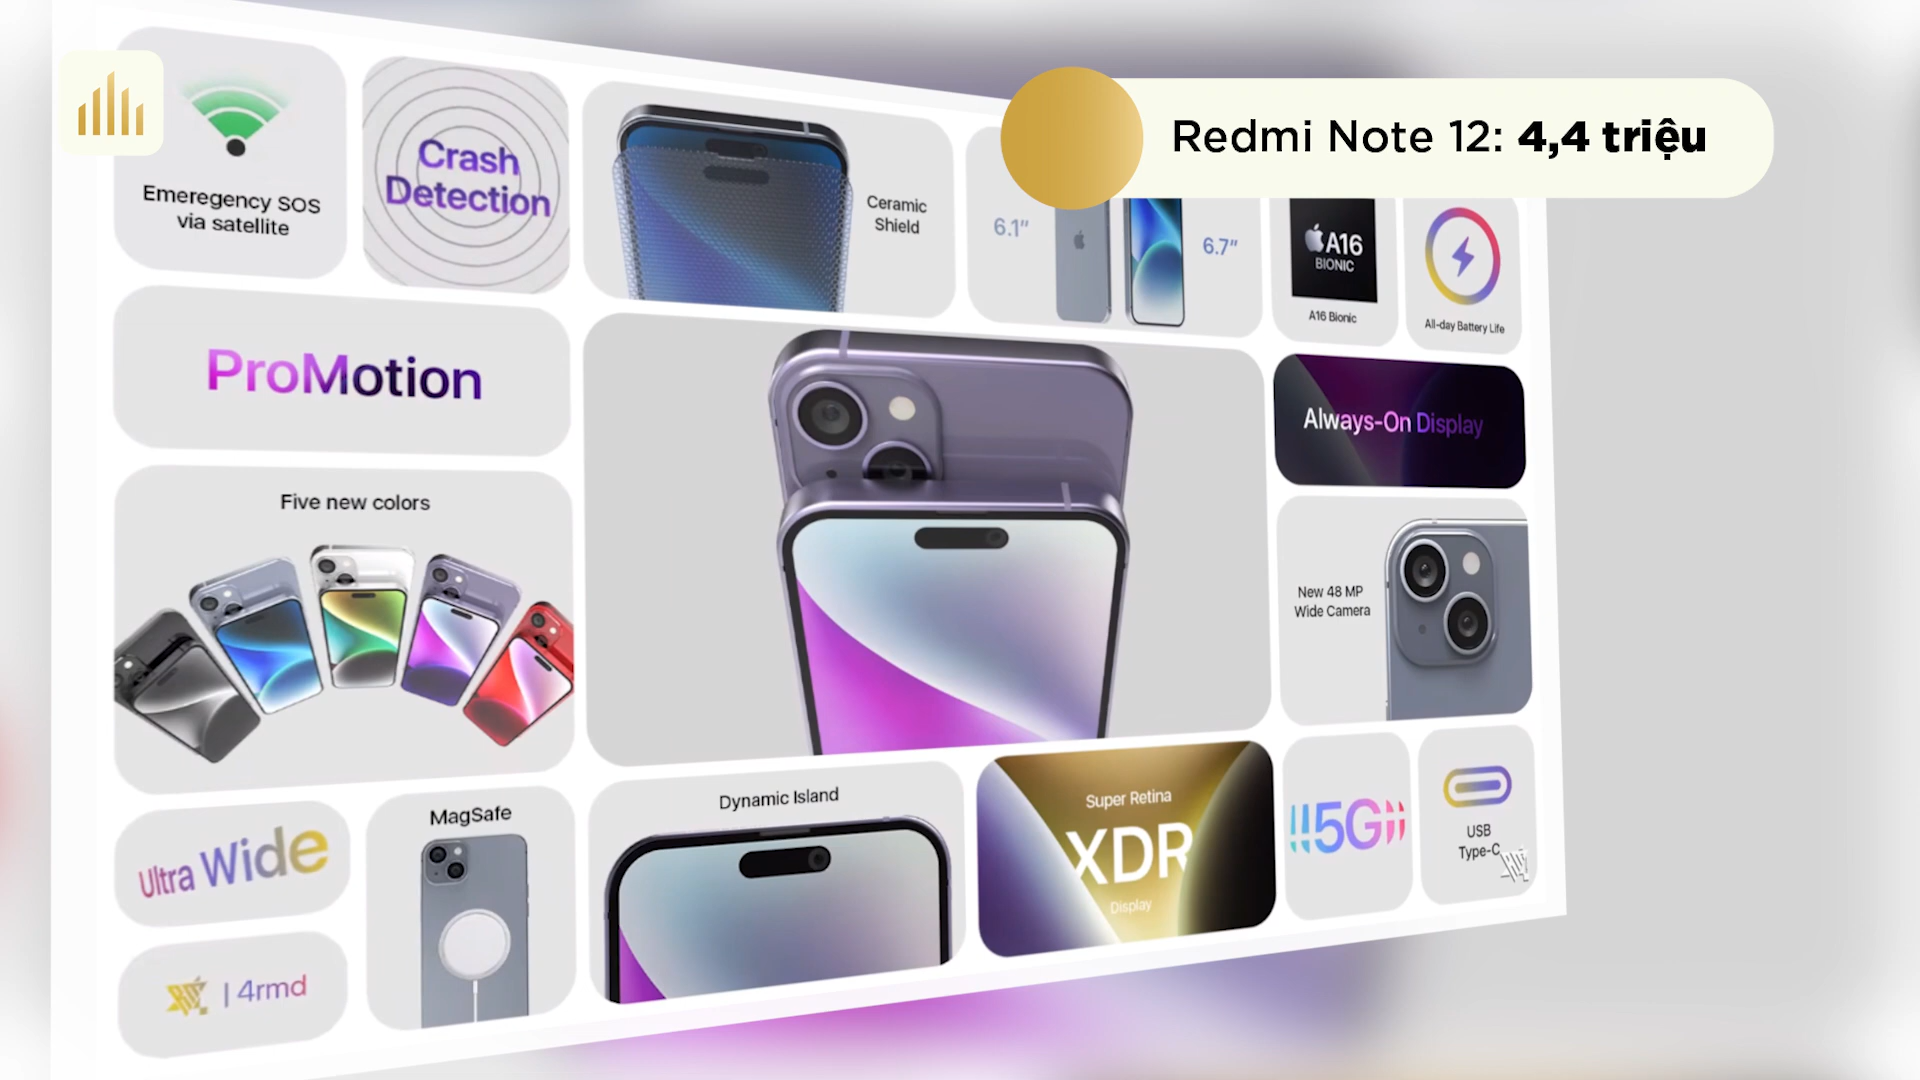 Redmi Note 12: 4,4 triệu
Emeregency SOS
via satellite
Crash
Detection
Ceramic
Shield
6.1"
6.7"
A16
BIONIC
A16 Bionic
All-day Battery Life
ProMotion
Always-On Display
Five new colors
New 48 MP
Wide Camera
Ultra Wide
MagSafe
Dynamic Island
Super Retina
XDR
Display
5G
USB
Type-C
| 4rmd